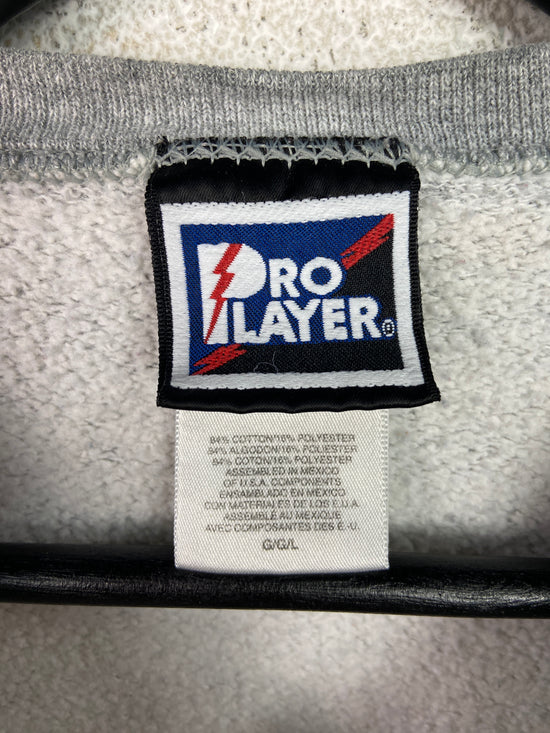 PRO
PLAYER®
84% COTTON/16% POLYESTER
84% ALGODON/16% POLIESTER
84% COTON/16% POLYESTER
ASSEMBLED IN MEXICO
OF U.S.A. COMPONENTS
ENSAMBLADO EN MEXICO
CON MATERIALES DE LOS E.U.A.
ASSEMBLÉ AU MEXIQUE
AVEC COMPOSANTES DES É.-U.
G/G/L